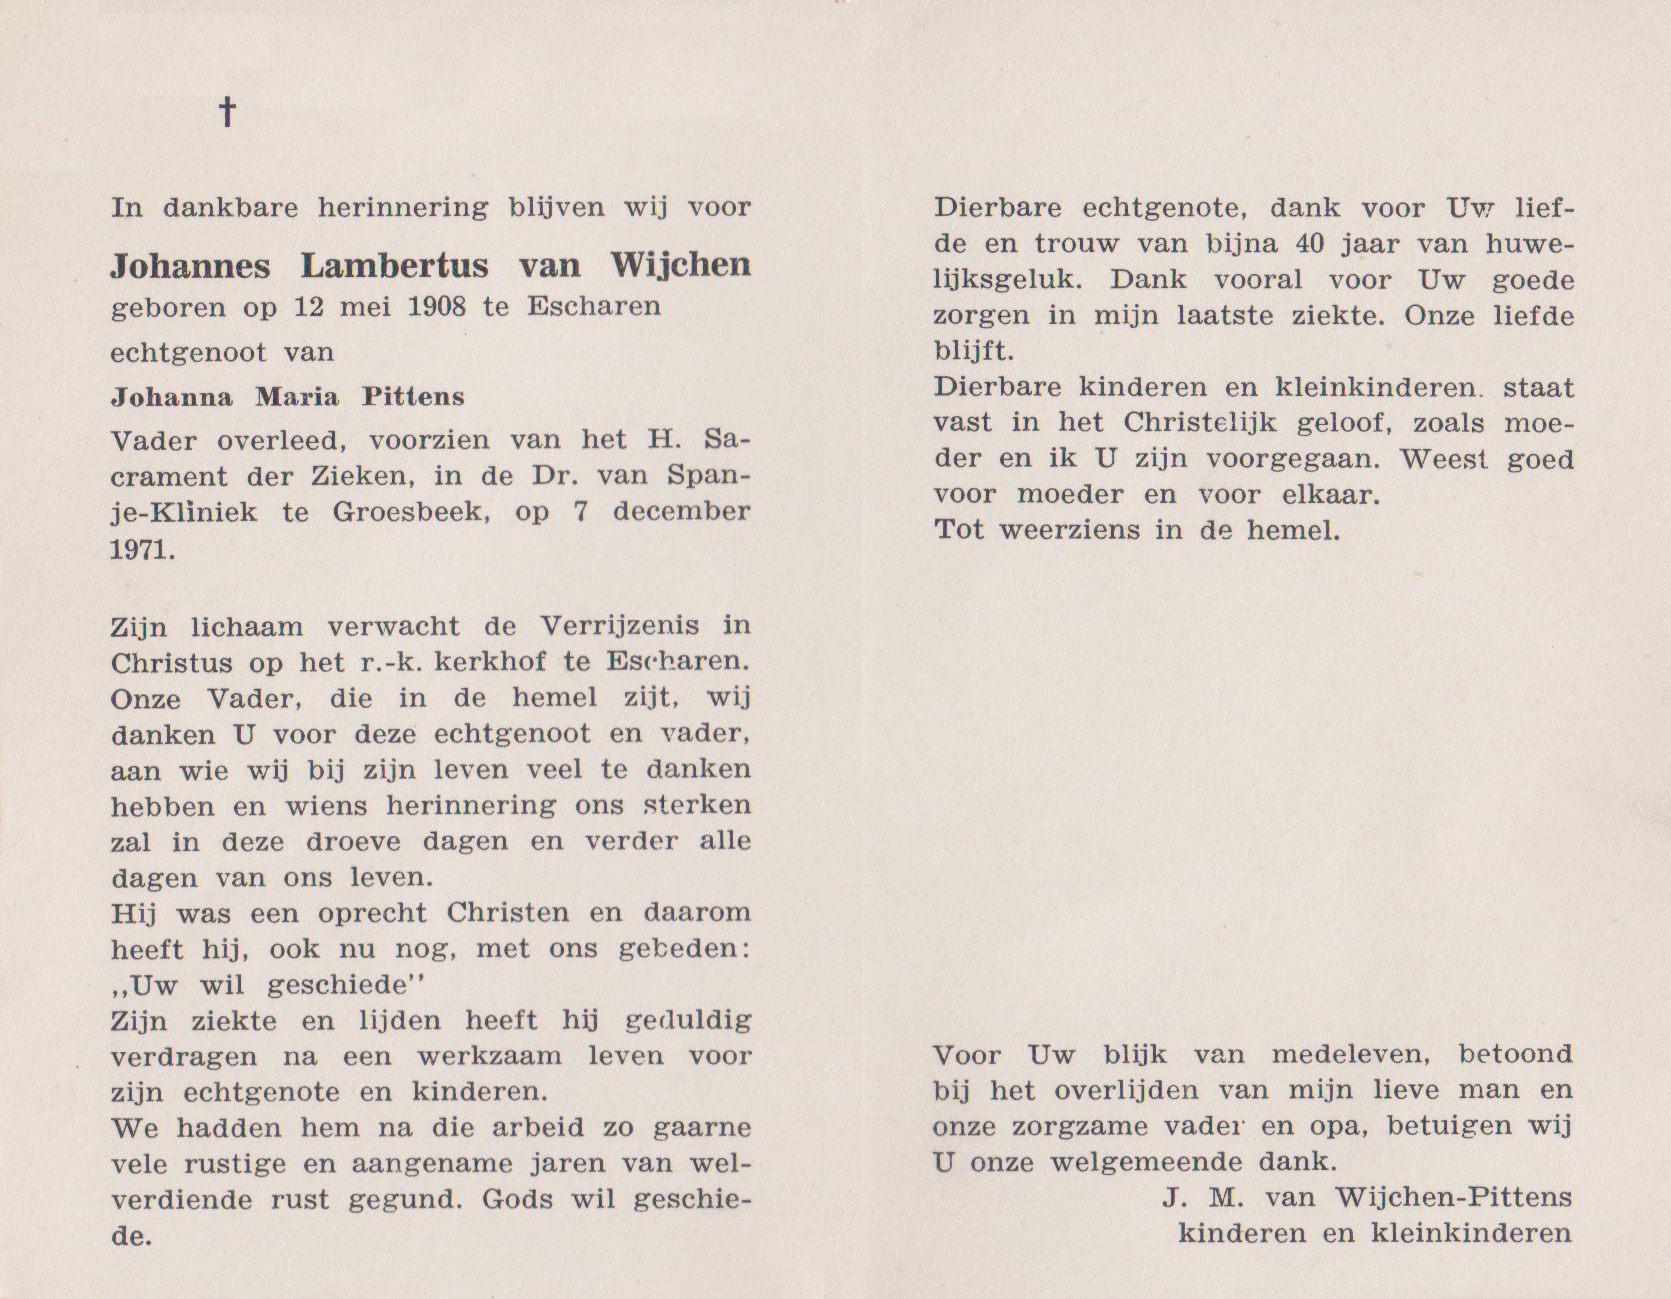 †
In dankbare herinnering blijven wij voor
Johannes Lambertus van Wijchen
geboren op 12 mei 1908 te Escharen
echtgenoot van
Johanna Maria Pittens
Vader overleed, voorzien van het H. Sa-
crament der Zieken, in de Dr. van Span-
je-Kliniek te Groesbeek, op 7 december
1971.
Zijn lichaam verwacht de Verrijzenis in
Christus op het r.-k. kerkhof te Escharen.
Onze Vader, die in de hemel zijt, wij
danken U voor deze echtgenoot en vader,
aan wie wij bij zijn leven veel te danken
hebben en wiens herinnering ons sterken
zal in deze droeve dagen en verder alle
dagen van ons leven.
Hij was een oprecht Christen en daarom
heeft hij, ook nu nog, met ons gebeden:
,,Uw wil geschiede''
Zijn ziekte en lijden heeft hij geduldig
verdragen na een werkzaam leven voor
zijn echtgenote en kinderen.
We hadden hem na die arbeid zo gaarne
vele rustige en aangename jaren van wel-
verdiende rust gegund. Gods wil geschie-
de.
Dierbare echtgenote, dank voor Uw lief-
de en trouw van bijna 40 jaar van huwe-
lijksgeluk. Dank vooral voor Uw goede
zorgen in mijn laatste ziekte. Onze liefde
blijft.
Dierbare kinderen en kleinkinderen. staat
vast in het Christelijk geloof, zoals moe-
der en ik U zijn voorgegaan. Weest goed
voor moeder en voor elkaar.
Tot weerziens in de hemel.
Voor Uw blijk van medeleven, betoond
bij het overlijden van mijn lieve man en
onze zorgzame vader en opa, betuigen wij
U onze welgemeende dank.
J. M. van Wijchen-Pittens
kinderen en kleinkinderen